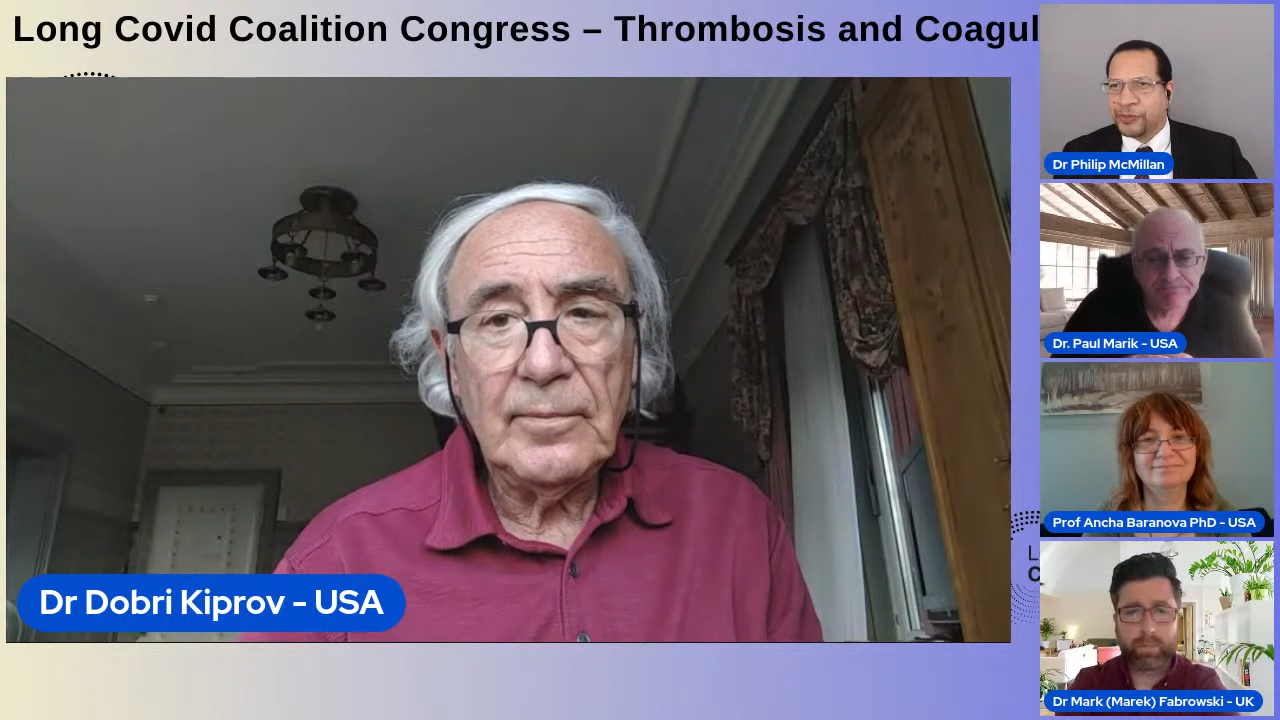 Long Covid Coalition Congress – Thrombosis and Coagul
Dr Philip McMillan
Dr. Paul Marik - USA
Prof Ancha Baranova PhD - USA
L
C
Dr Dobri Kiprov - USA
Dr Mark (Marek) Fabrowski - UK